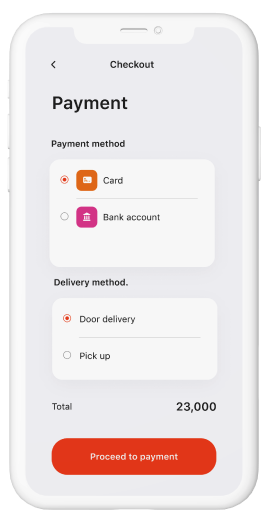 Checkout
Payment
Payment method
Card
Bank account
Delivery method.
Door delivery
Pick up
Total 23,000
Proceed to payment